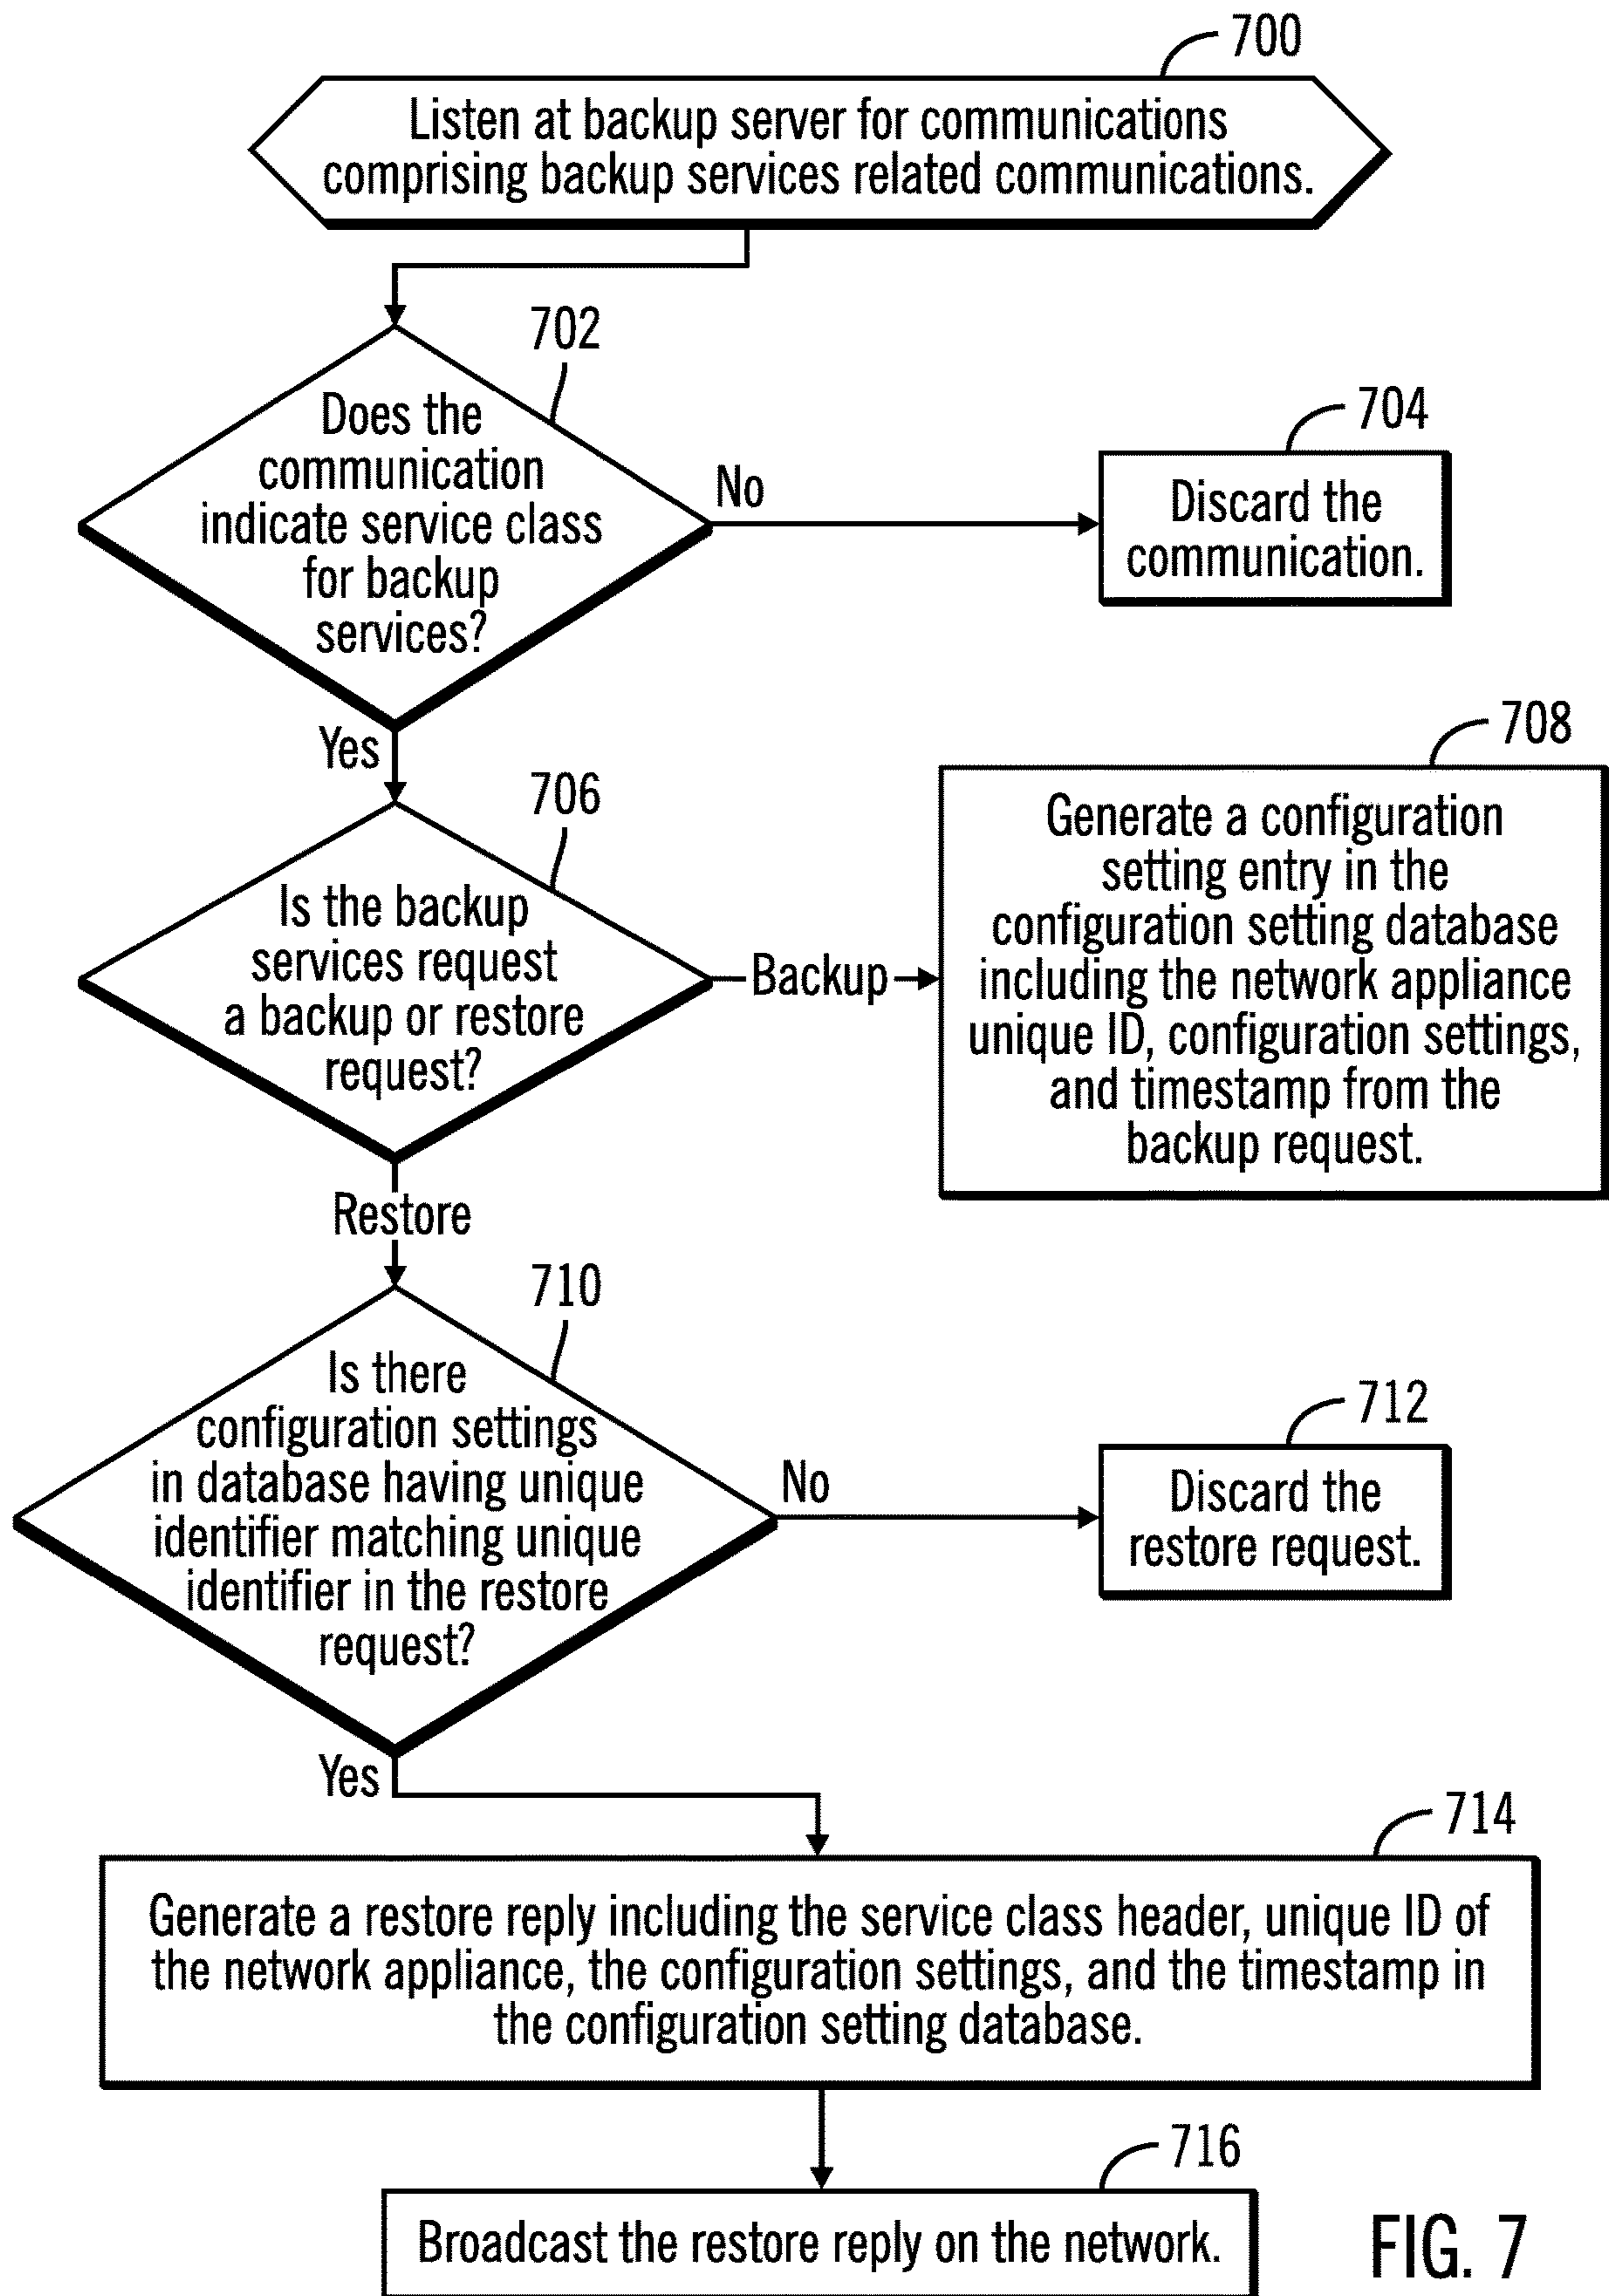 700
Listen at backup server for communications
comprising backup services related communications.
702
Does the
communication
indicate service class
for backup
services?
No
704
Discard the
communication.
Yes
706
Is the backup
services request
a backup or restore
request?
Backup
708
Generate a configuration
setting entry in the
configuration setting database
including the network appliance
unique ID, configuration settings,
and timestamp from the
backup request.
Restore
710
Is there
configuration settings
in database having unique
identifier matching unique
identifier in the restore
request?
No
712
Discard the
restore request.
Yes
714
Generate a restore reply including the service class header, unique ID of
the network appliance, the configuration settings, and the timestamp in
the configuration setting database.
716
Broadcast the restore reply on the network.
FIG. 7